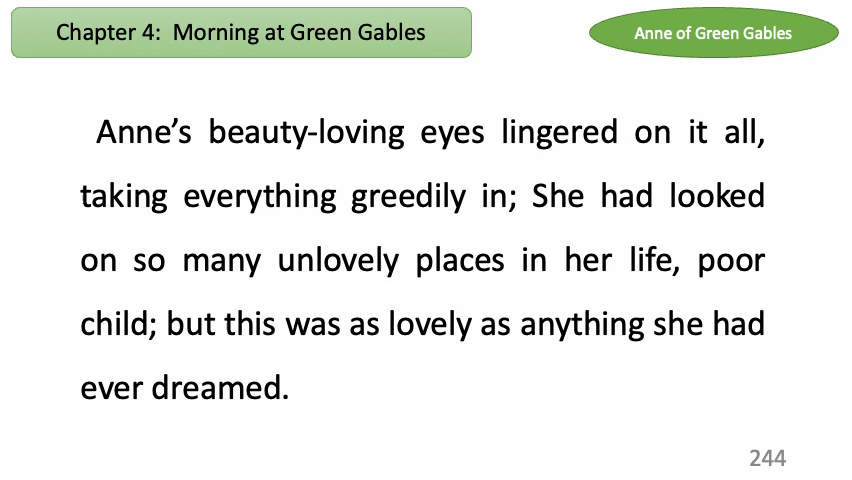 Chapter 4:  Morning at Green Gables
Anne of Green Gables
Anne’s beauty-loving eyes lingered on it all,
taking everything greedily in; She had looked
on so many unlovely places in her life, poor
child; but this was as lovely as anything she had
ever dreamed.
244